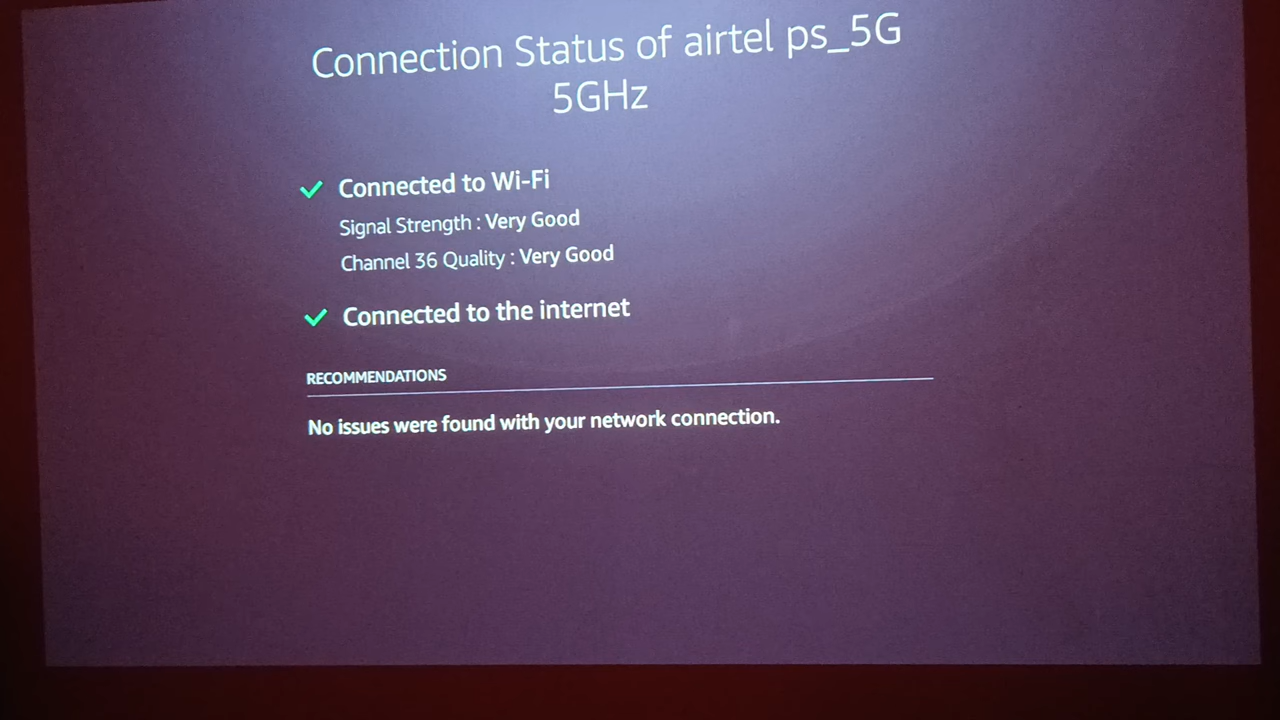 Connection Status of airtel ps_5G
5GHz
Connected to Wi-Fi
Signal Strength : Very Good
Channel 36 Quality : Very Good
Connected to the internet
RECOMMENDATIONS
No issues were found with your network connection.